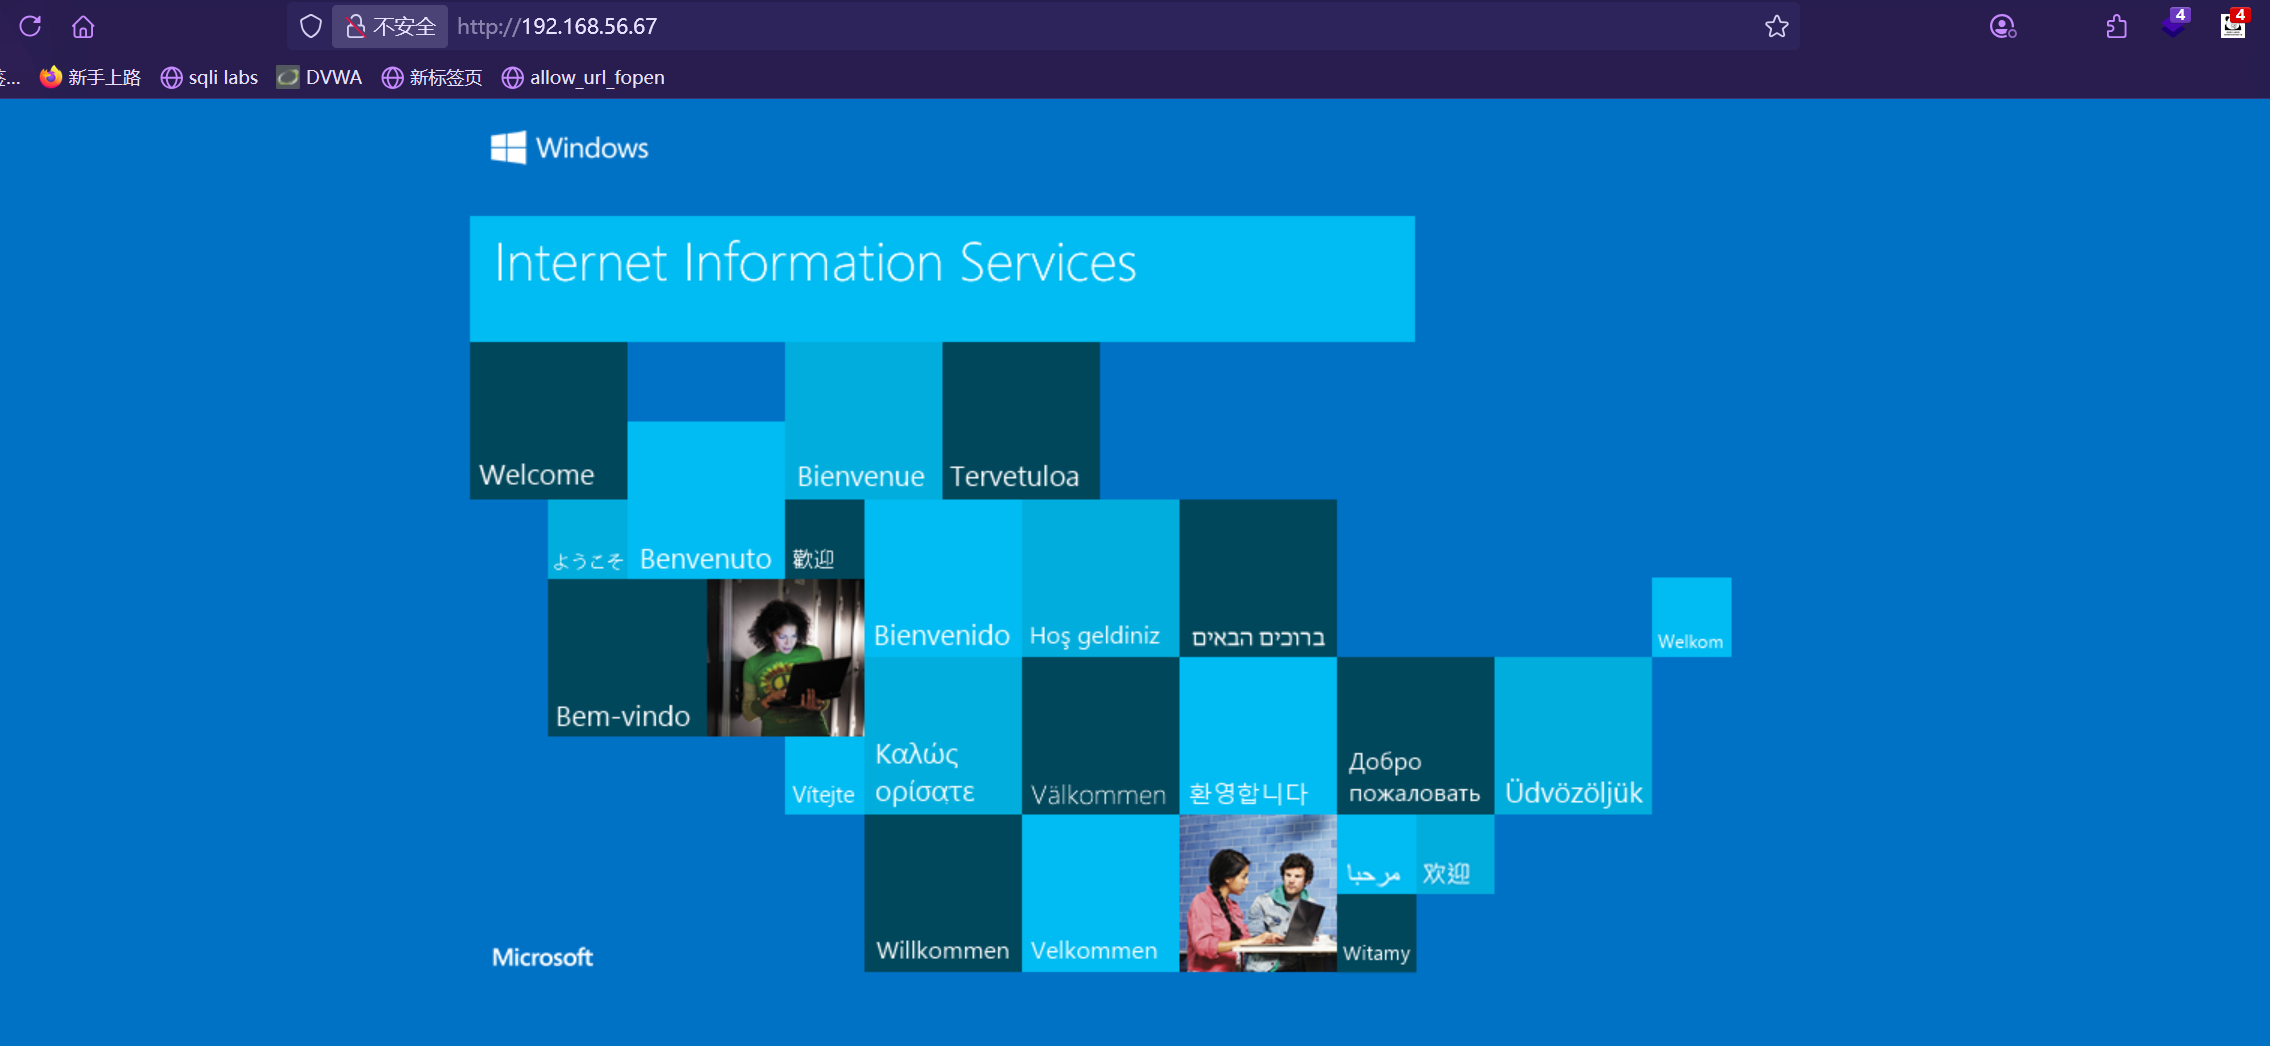 不安全 http://192.168.56.67 4 4
签... 新手上路 sqli labs DVWA 新标签页 allow_url_fopen
Windows
Internet Information Services
Welcome Bienvenue Tervetuloa
ようこそ Benvenuto 歡迎
Bienvenido Hoş geldiniz ברוכים הבאים Welkom
Bem-vindo
Καλώς
ορίσατε
Vítejte Välkommen 환영합니다
Добро
пожаловать
Üdvözöljük
مرحبا 欢迎
Willkommen Velkommen Witamy
Microsoft